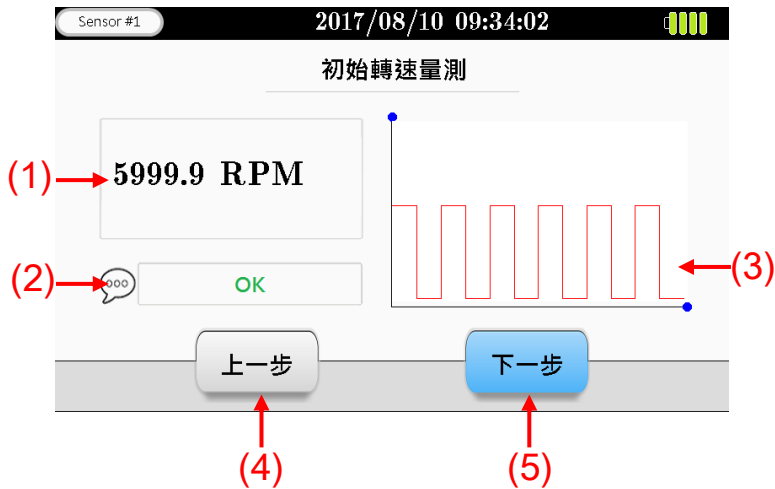 Sensor #1
2017/08/10 09:34:02
初始轉速量測
(1)
5999.9 RPM
(2)
OK
(3)
上一步
下一步
(4)
(5)